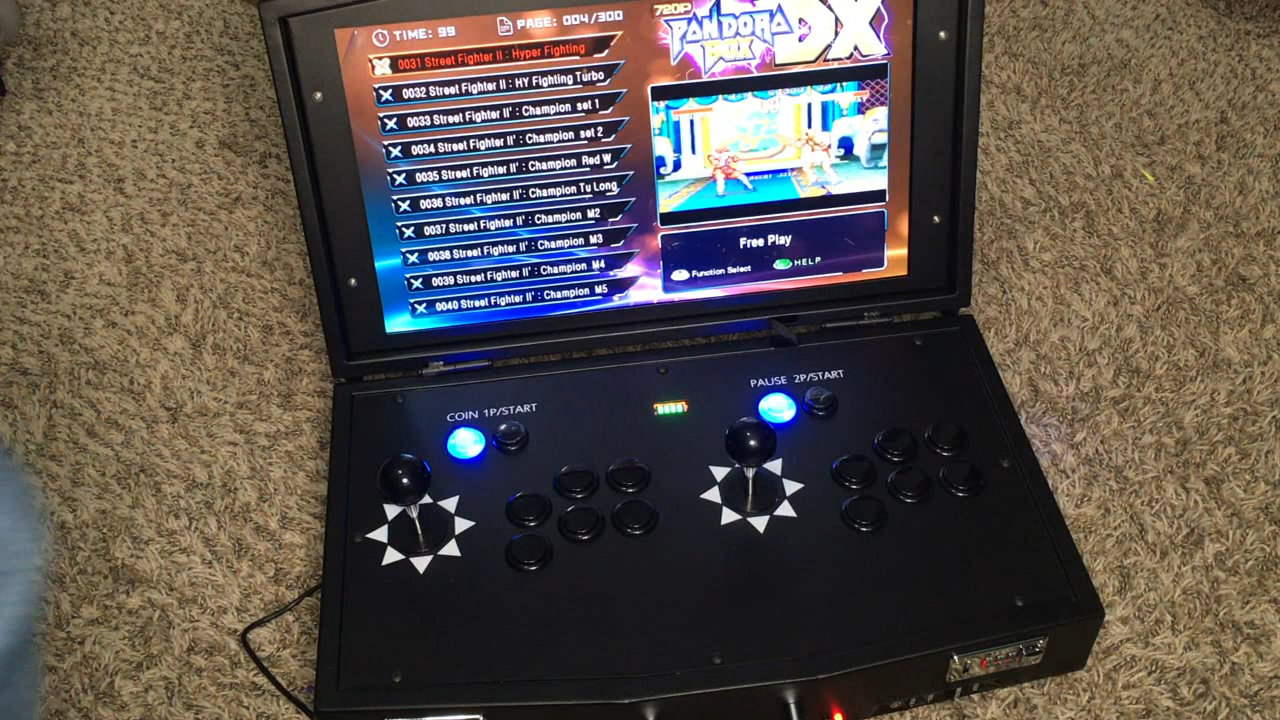 TIME: 99
PAGE: 004/300
0031 Street Fighter II : Hyper Fighting
0032 Street Fighter II : HY Fighting Turbo
0033 Street Fighter II' : Champion set 1
0034 Street Fighter II' : Champion set 2
0035 Street Fighter II' : Champion Red W
0036 Street Fighter II' : Champion Tu Long
0037 Street Fighter II' : Champion M2
0038 Street Fighter II' : Champion M3
0039 Street Fighter II' : Champion M4
0040 Street Fighter II' : Champion M5
720P
PANDORA
BOX
DX
Free Play
Function Select
HELP
COIN 1P/START
PAUSE 2P/START